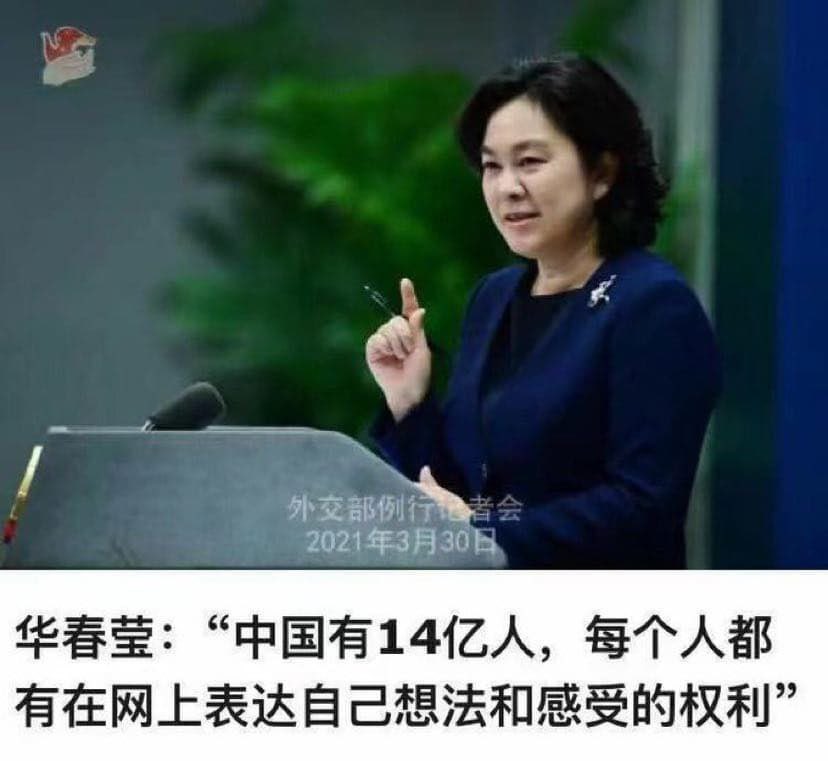 外交部例行记者会
2021年3月30日
华春莹：“中国有14亿人，每个人都
有在网上表达自己想法和感受的权利”